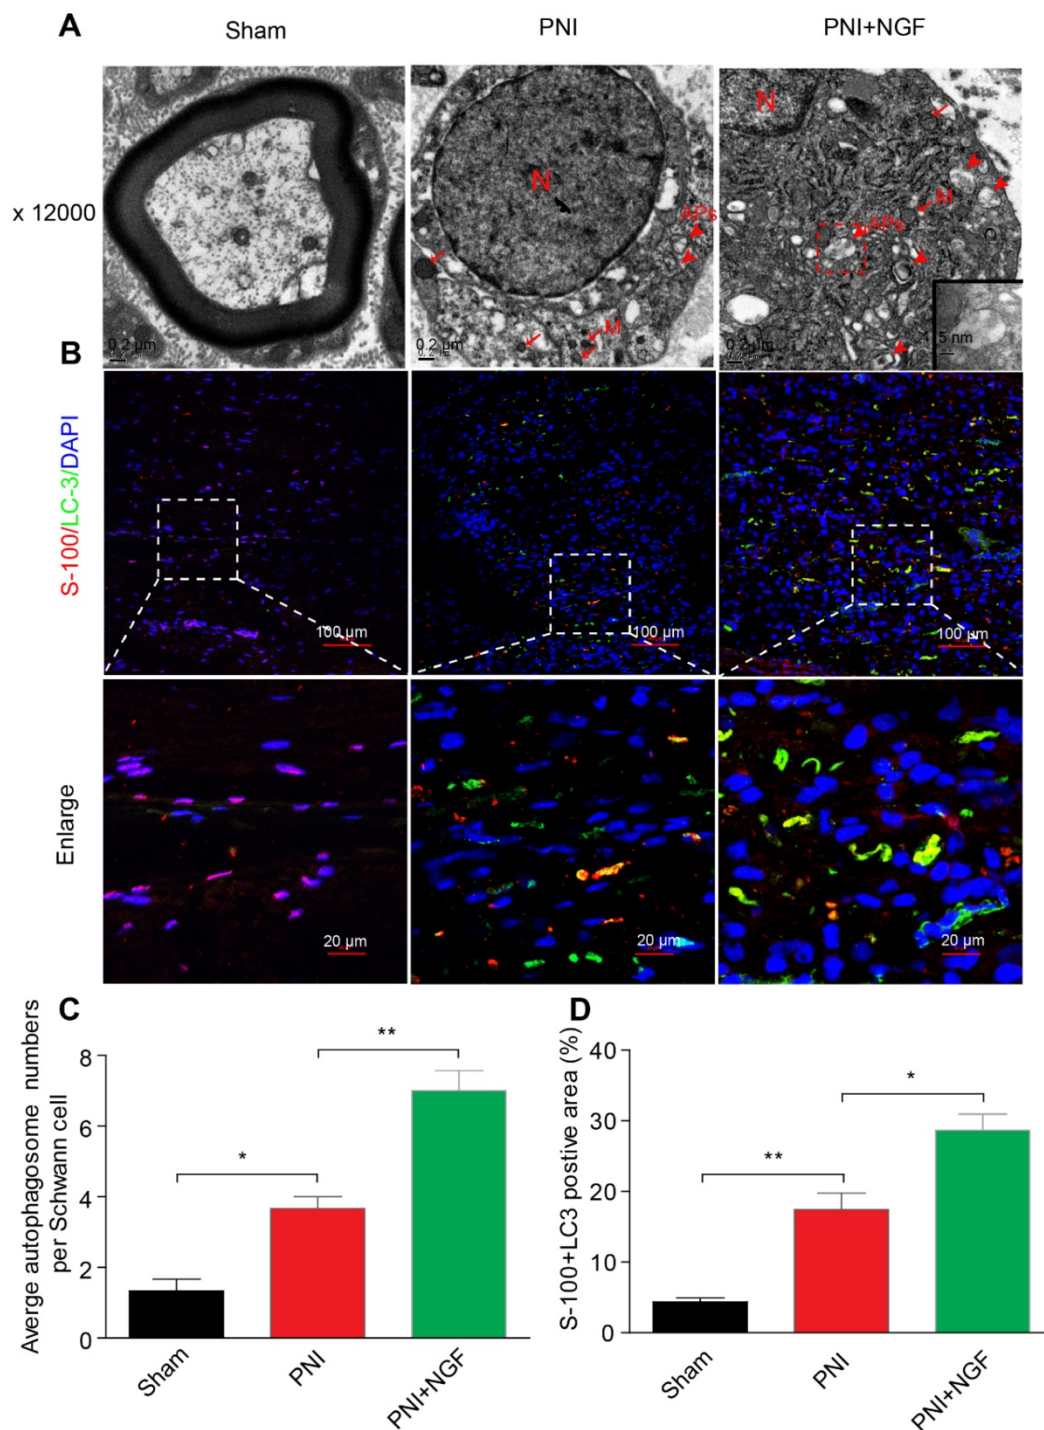 A
Sham
PNI
PNI+NGF
x 12000
0.2 µm
N
APs
M
0.2 µm
N
M
APs
5 nm
0.2 µm
B
S-100/LC-3/DAPI
100 µm
100 µm
100 µm
Enlarge
20 µm
20 µm
20 µm
C
Averge autophagosome numbers
per Schwann cell
8
6
4
2
0
*
**
Sham
PNI
PNI+NGF
D
S-100+LC3 postive area (%)
40
30
20
10
0
**
*
Sham
PNI
PNI+NGF